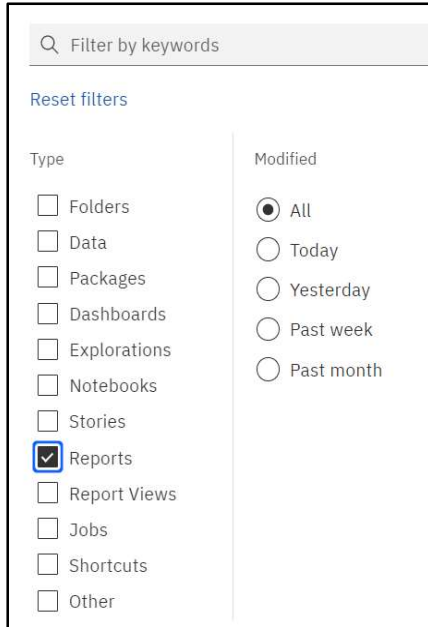 Filter by keywords
Reset filters
Type
Folders
Data
Packages
Dashboards
Explorations
Notebooks
Stories
Reports
Report Views
Jobs
Shortcuts
Other
Modified
All
Today
Yesterday
Past week
Past month